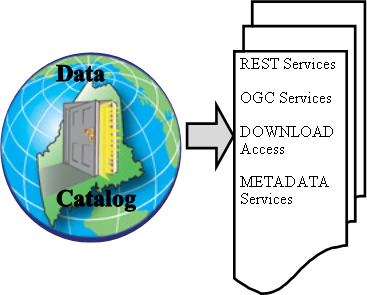 Data
Catalog
REST Services
OGC Services
DOWNLOAD
Access
METADATA
Services